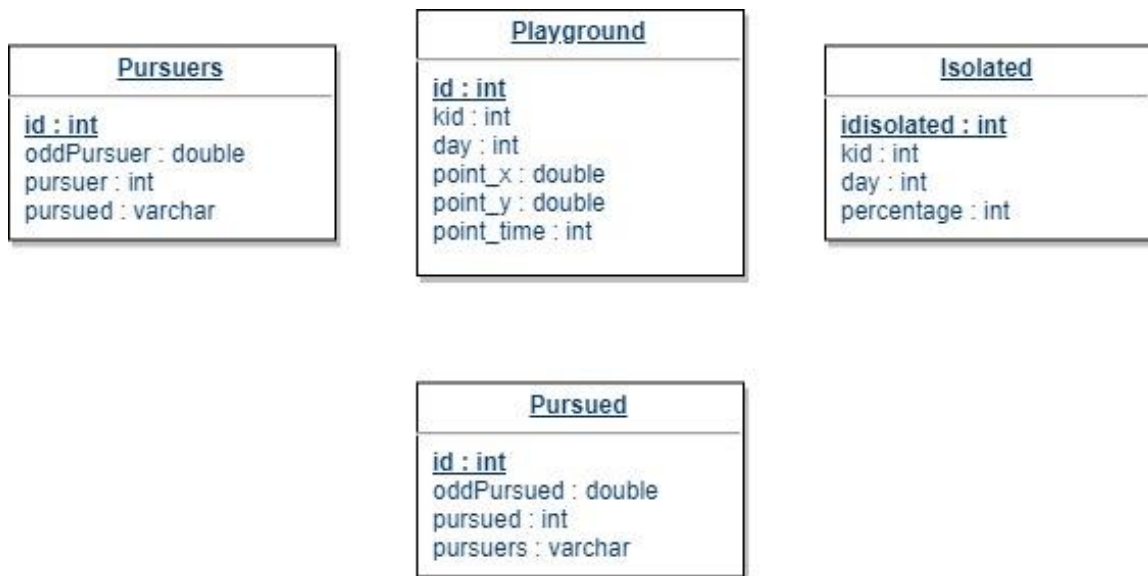 Pursuers
id : int
oddPursuer : double
pursuer : int
pursued : varchar
Playground
id : int
kid : int
day : int
point_x : double
point_y : double
point_time : int
Isolated
idisolated : int
kid : int
day : int
percentage : int
Pursued
id : int
oddPursued : double
pursued : int
pursuers : varchar